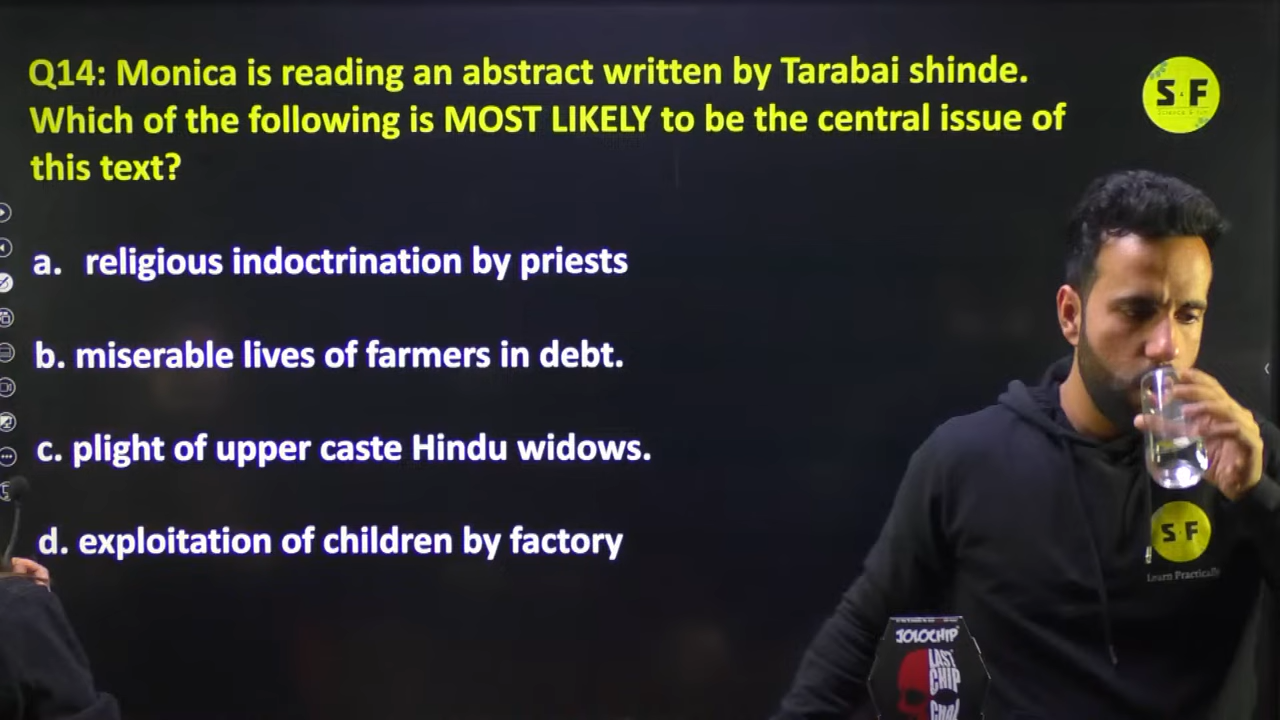 Q14: Monica is reading an abstract written by Tarabai shinde.
Which of the following is MOST LIKELY to be the central issue of
this text?
S F
a. religious indoctrination by priests
b. miserable lives of farmers in debt.
c. plight of upper caste Hindu widows.
d. exploitation of children by factory
S F
Learn Practically
JOLOCHIP
LAST
CHIP